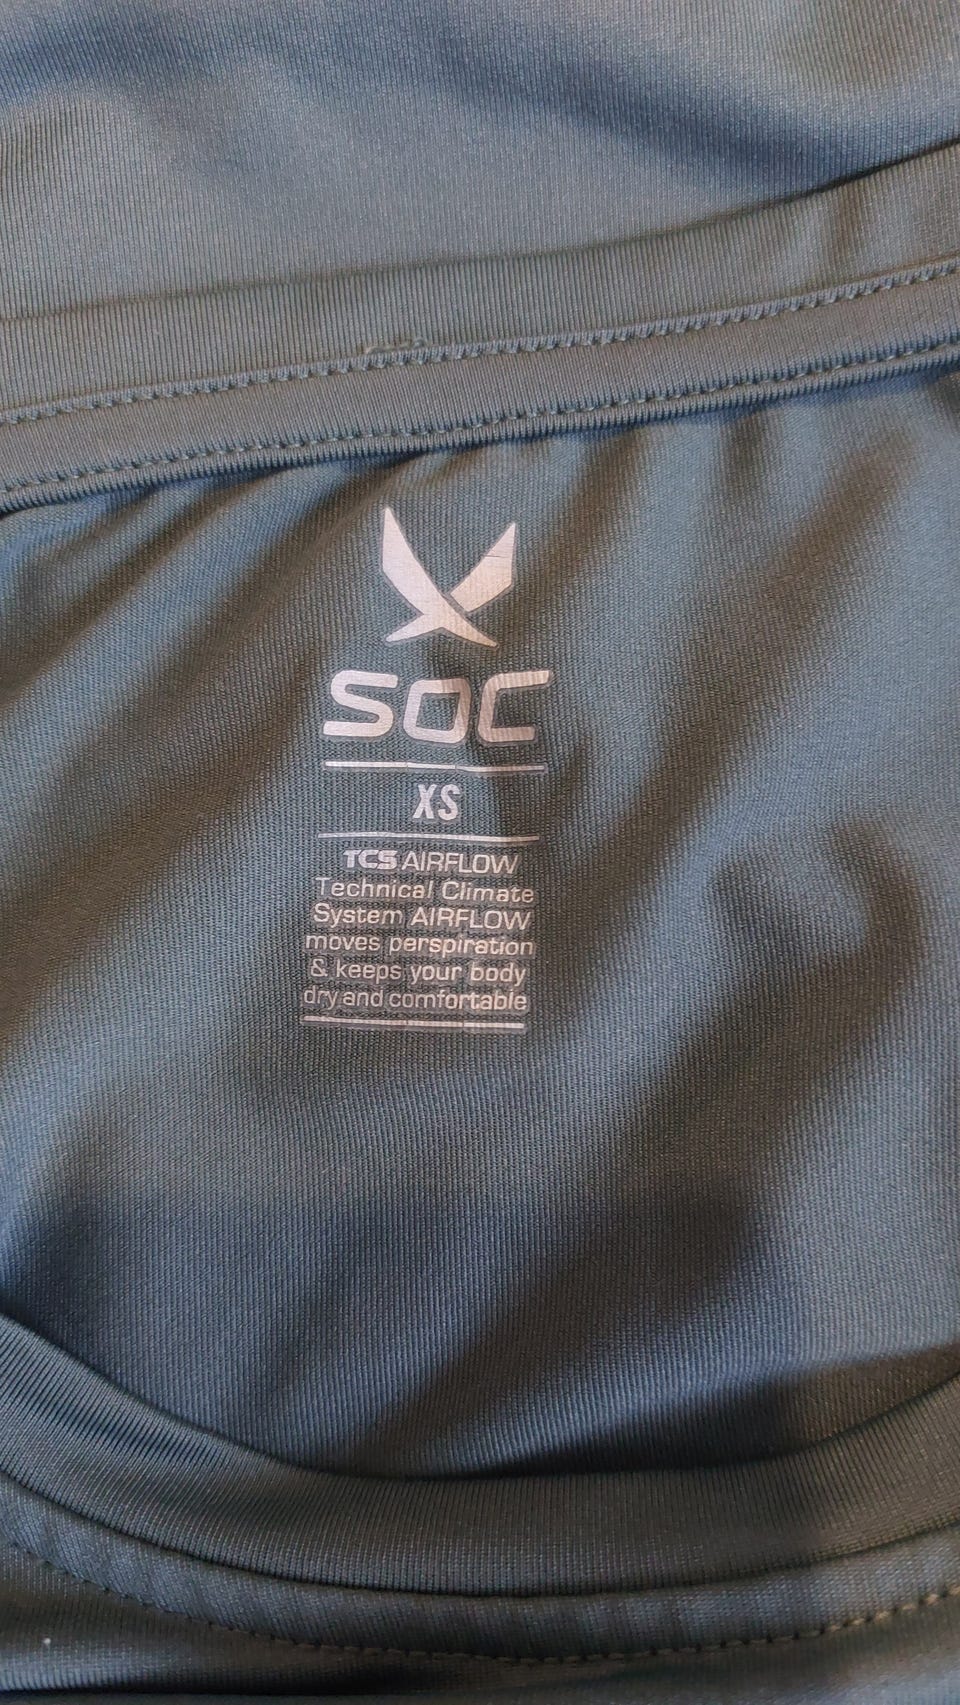 SOC
XS
TCS AIRFLOW
Technical Climate
System AIRFLOW
moves perspiration
& keeps your body
dry and comfortable